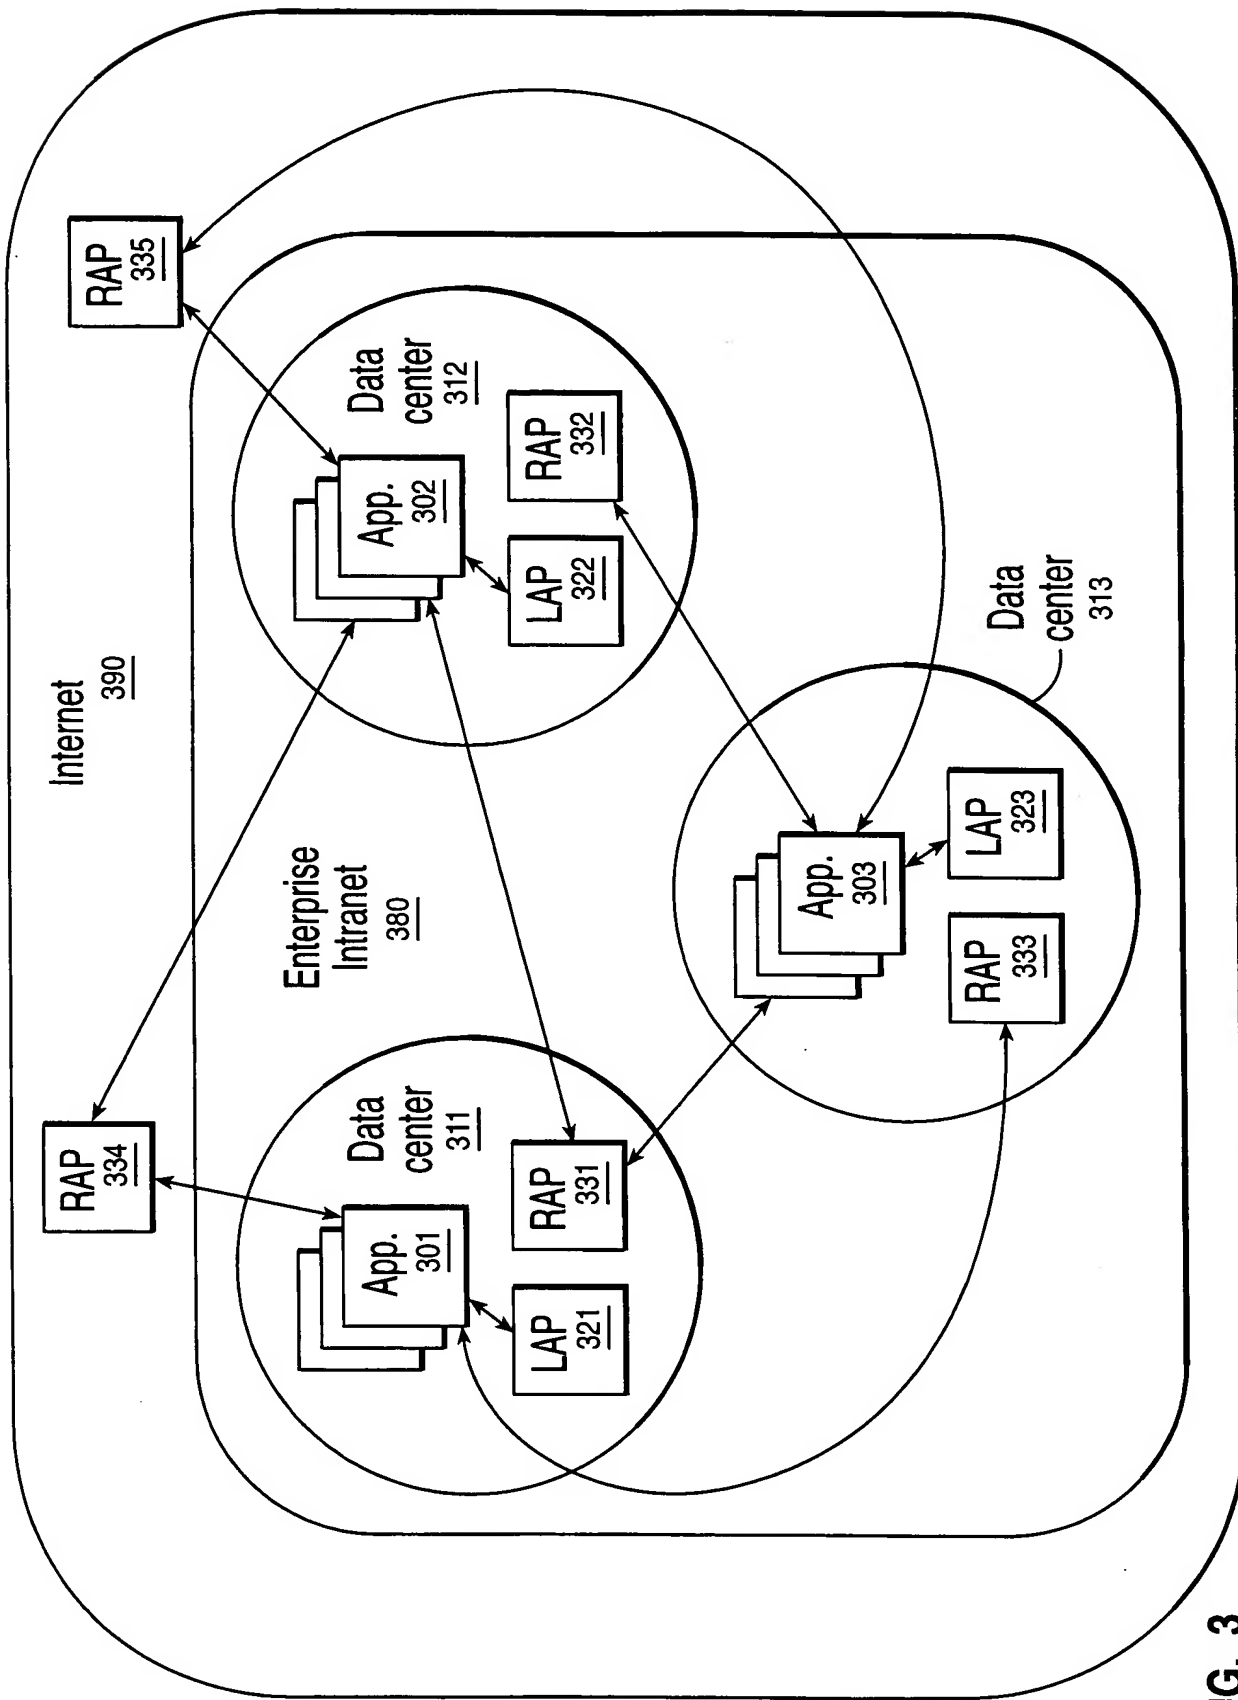 Internet
390
RAP
334
RAP
335
Enterprise
Intranet
380
Data
center
311
App.
301
LAP
321
RAP
331
Data
center
312
App.
302
LAP
322
RAP
332
Data
center
313
App.
303
RAP
333
LAP
323
G. 3